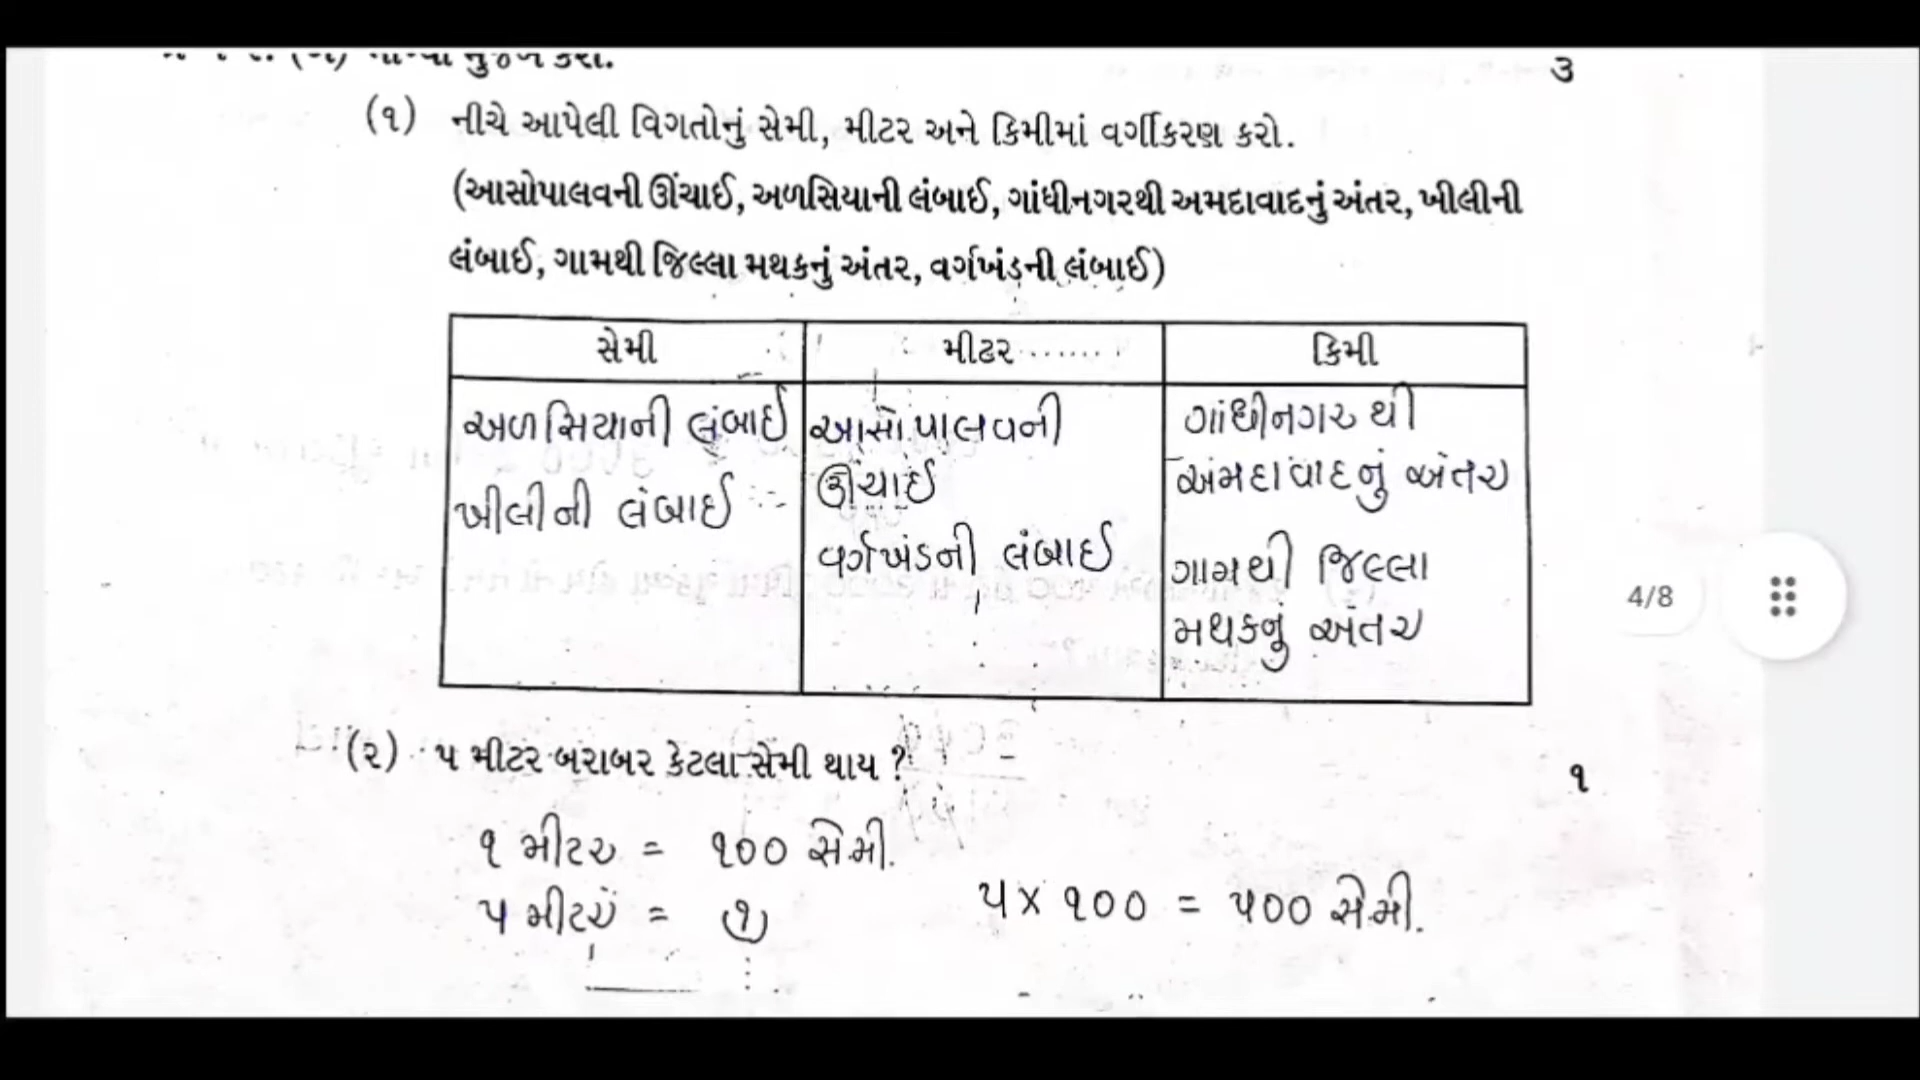 માગ્યા મુજબ કરો. ૩
(૧) નીચે આપેલી વિગતોનું સેમી, મીટર અને કિમીમાં વર્ગીકરણ કરો.
(આસોપાલવની ઊંચાઈ, અળસિયાની લંબાઈ, ગાંધીનગરથી અમદાવાદનું અંતર, ખીલીની
લંબાઈ, ગામથી જિલ્લા મથકનું અંતર, વર્ગખંડની લંબાઈ)
સેમી મીટર કિમી
અળસિયાની લંબાઈ આસોપાલવની ગાંધીનગર થી
ખીલીની લંબાઈ ઊંચાઈ અમદાવાદનું અંતર
વર્ગખંડની લંબાઈ ગામથી જિલ્લા
મથકનું અંતર
4/8
(૨) ૫ મીટર બરાબર કેટલા સેમી થાય ? ૧
૧ મીટર = ૧૦૦ સેમી.
૫ મીટર = (?) ૫ × ૧૦૦ = ૫૦૦ સેમી.